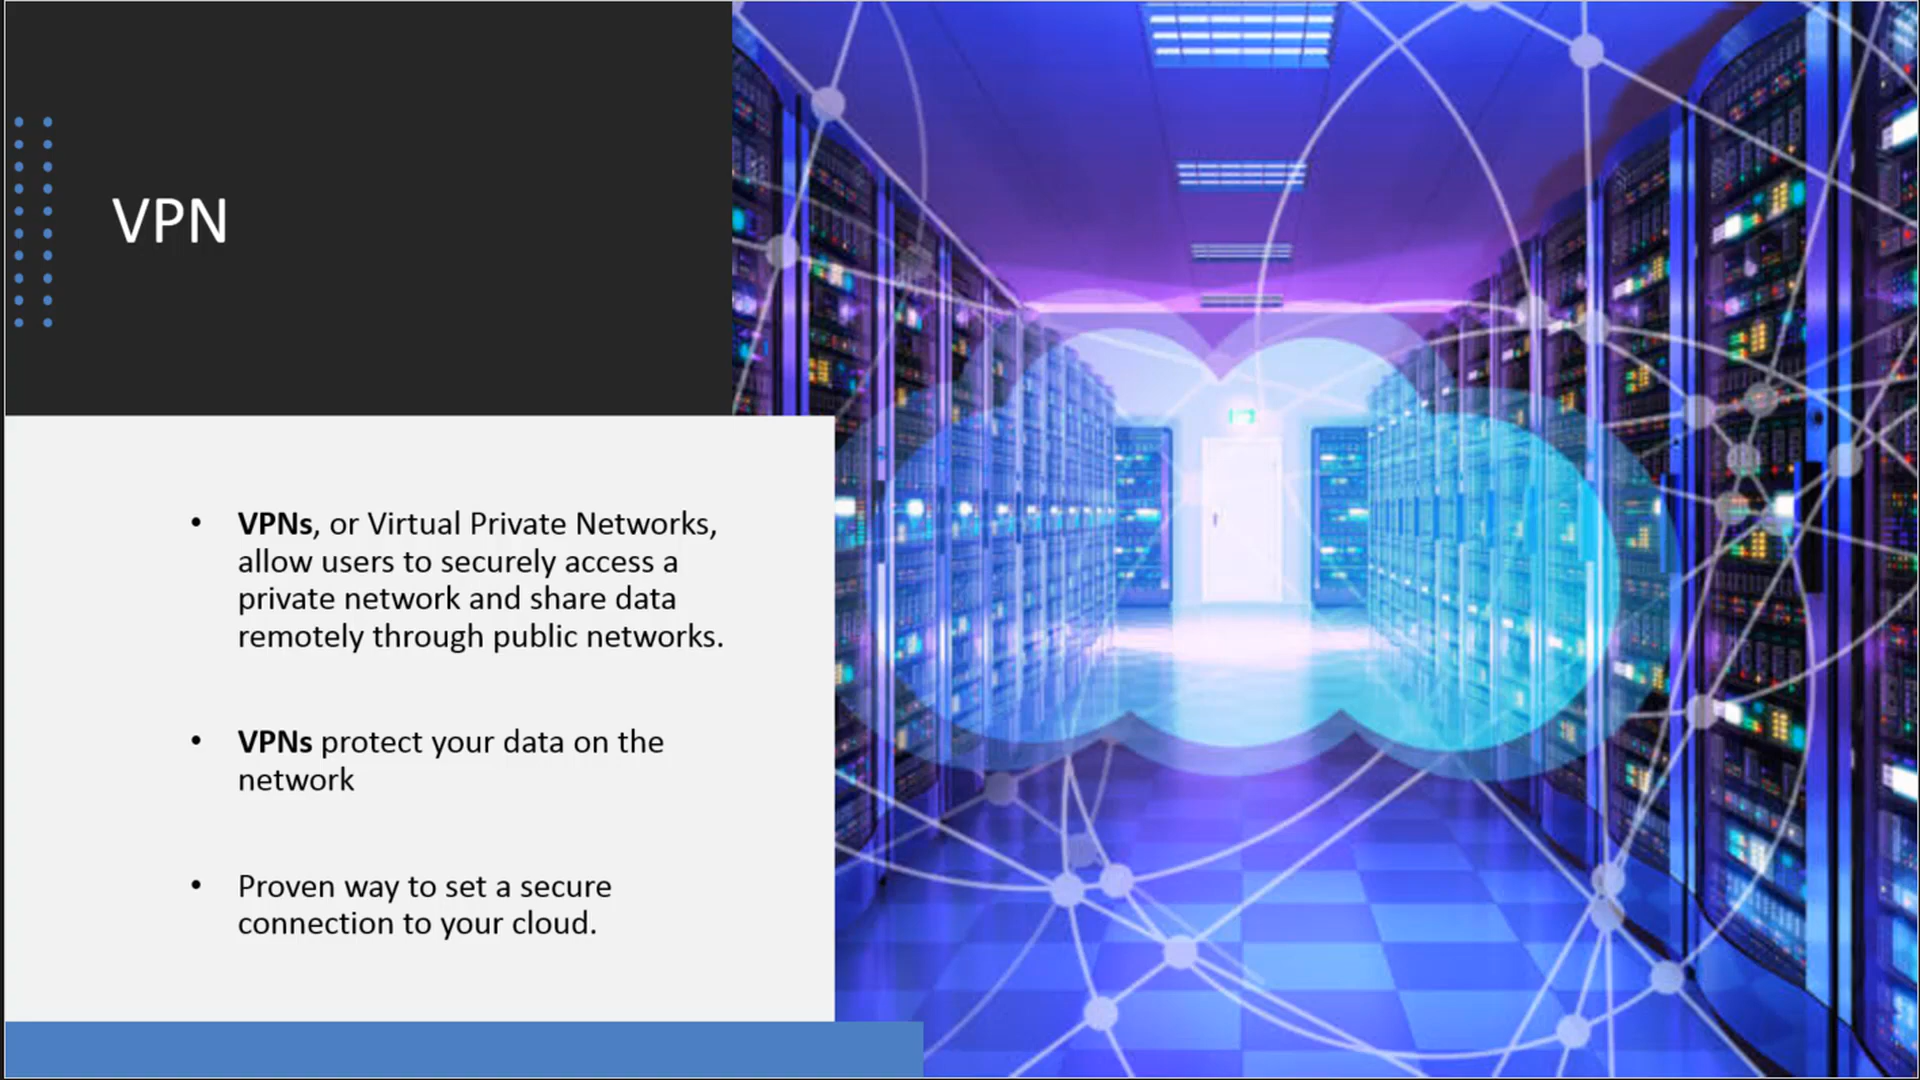 VPN
• VPNs, or Virtual Private Networks,
allow users to securely access a
private network and share data
remotely through public networks.
• VPNs protect your data on the
network
• Proven way to set a secure
connection to your cloud.